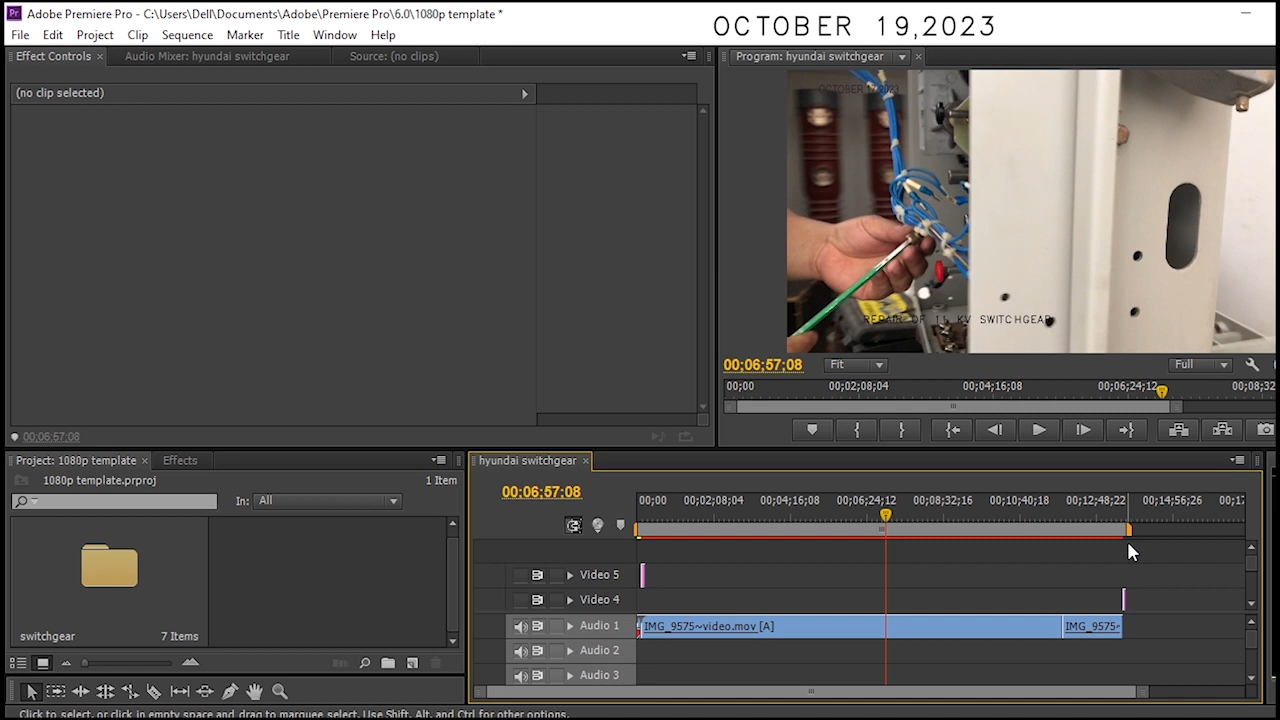 Adobe Premiere Pro - C:\Users\Dell\Documents\Adobe\Premiere Pro\6.0\1080p template *
OCTOBER 19,2023
File Edit Project Clip Sequence Marker Title Window Help
Effect Controls Audio Mixer: hyundai switchgear Source: (no clips)
(no clip selected)
00;06;57;08
Program: hyundai switchgear
REPAIR OF 11 KV SWITCHGEAR
00;06;57;08 Fit Full
00;00 00;02;08;04 00;04;16;08 00;06;24;12 00;08;32
Project: 1080p template Effects
1080p template.prproj 1 Item
In: All
switchgear 7 Items
hyundai switchgear
00;06;57;08
00;00 00;02;08;04 00;04;16;08 00;06;24;12 00;08;32;16 00;10;40;18 00;12;48;22 00;14;56;26 00;17
Video 5
Video 4
Audio 1 IMG_9575~video.mov [A] IMG_9575~
Audio 2
Audio 3
Click to select, or click in empty space and drag to marquee select. Use Shift, Alt, and Ctrl for other options.